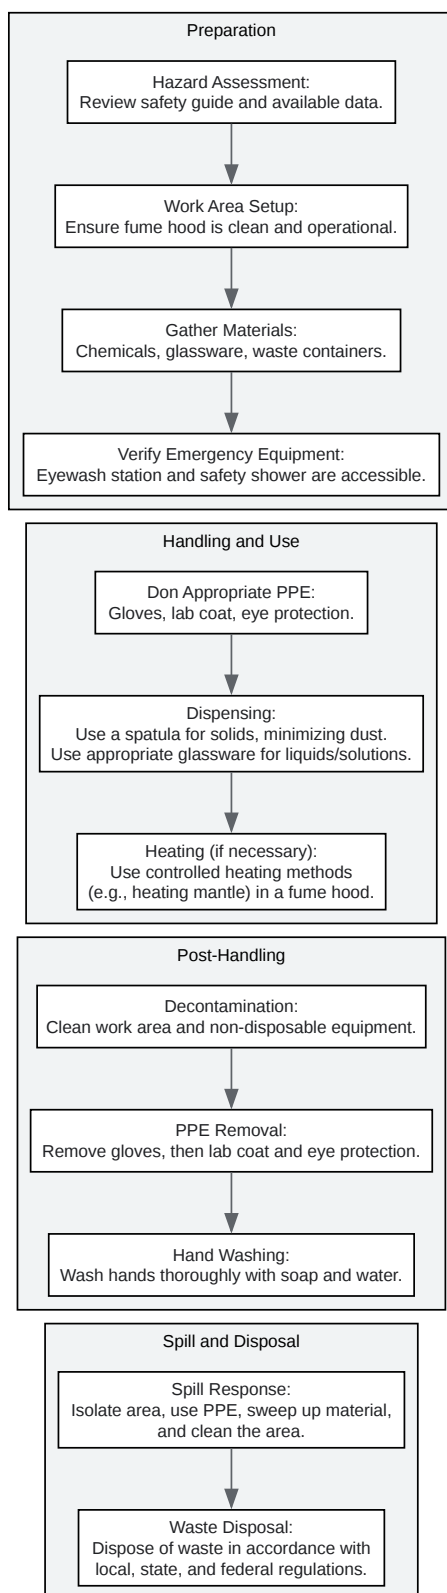 Preparation
Hazard Assessment:
Review safety guide and available data.
Work Area Setup:
Ensure fume hood is clean and operational.
Gather Materials:
Chemicals, glassware, waste containers.
Verify Emergency Equipment:
Eyewash station and safety shower are accessible.
Handling and Use
Don Appropriate PPE:
Gloves, lab coat, eye protection.
Dispensing:
Use a spatula for solids, minimizing dust.
Use appropriate glassware for liquids/solutions.
Heating (if necessary):
Use controlled heating methods
(e.g., heating mantle) in a fume hood.
Post-Handling
Decontamination:
Clean work area and non-disposable equipment.
PPE Removal:
Remove gloves, then lab coat and eye protection.
Hand Washing:
Wash hands thoroughly with soap and water.
Spill and Disposal
Spill Response:
Isolate area, use PPE, sweep up material,
and clean the area.
Waste Disposal:
Dispose of waste in accordance with
local, state, and federal regulations.